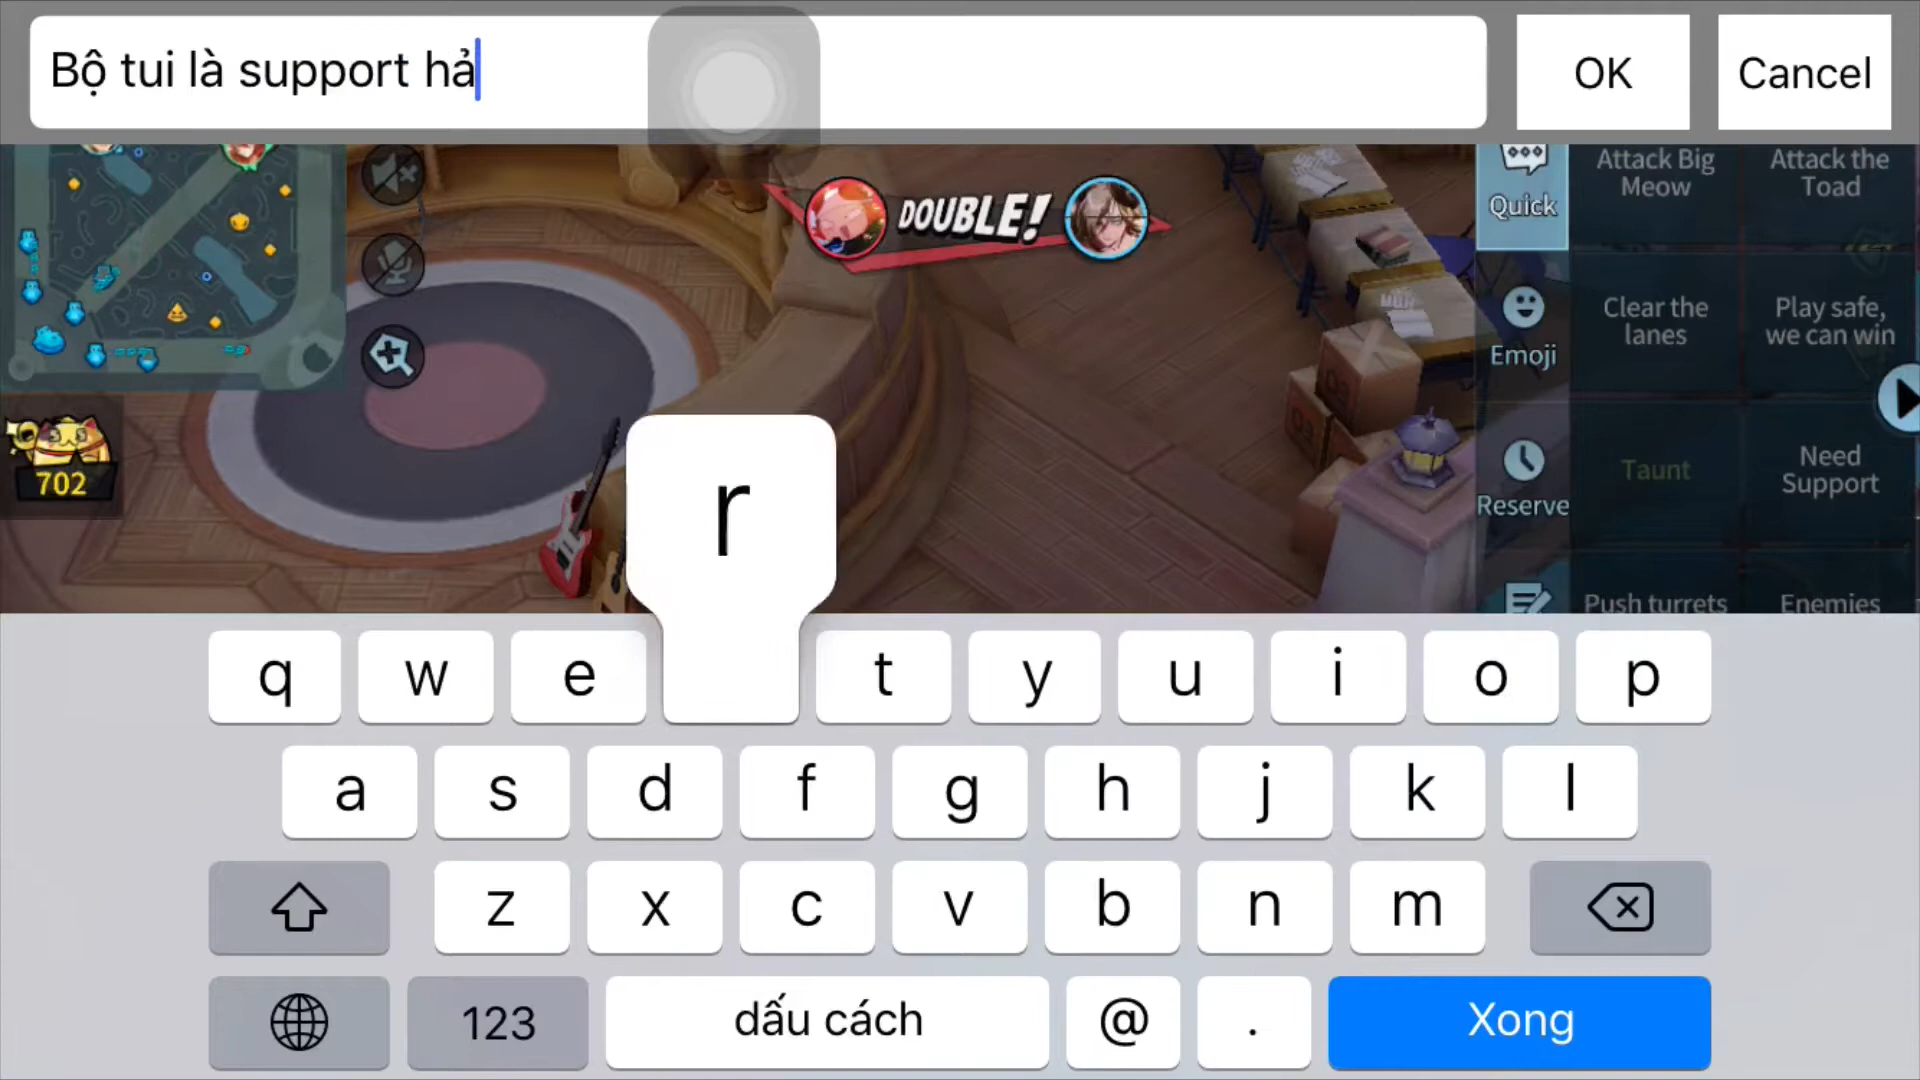 Bộ tui là support hả
OK
Cancel
DOUBLE!
Quick
Attack Big Meow
Attack the Toad
Emoji
Clear the lanes
Play safe, we can win
Reserve
Taunt
Need Support
Push turrets
Enemies
702
r
q w e t y u i o p
a s d f g h j k l
z x c v b n m
123
dấu cách
@
.
Xong